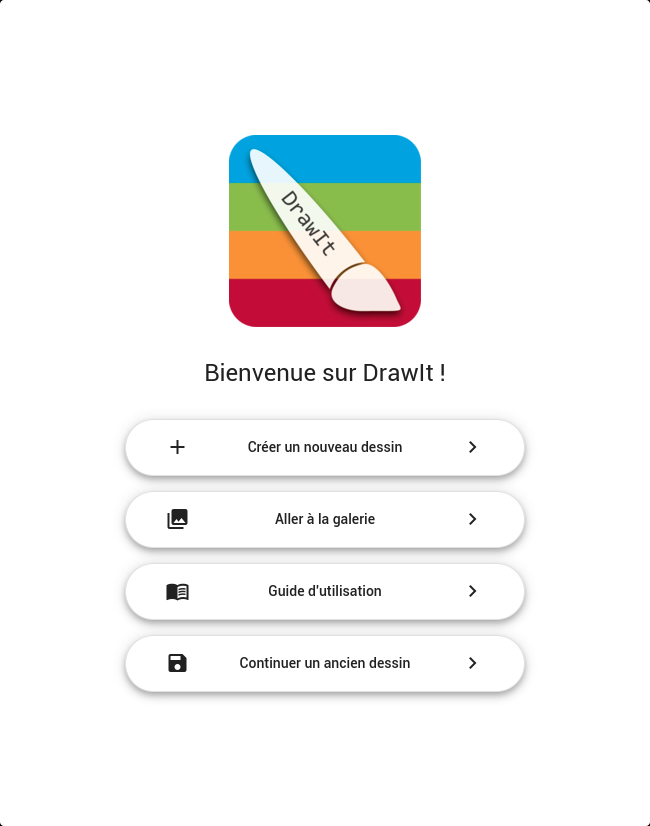 DrawIt
Bienvenue sur DrawIt !
Créer un nouveau dessin
Aller à la galerie
Guide d'utilisation
Continuer un ancien dessin